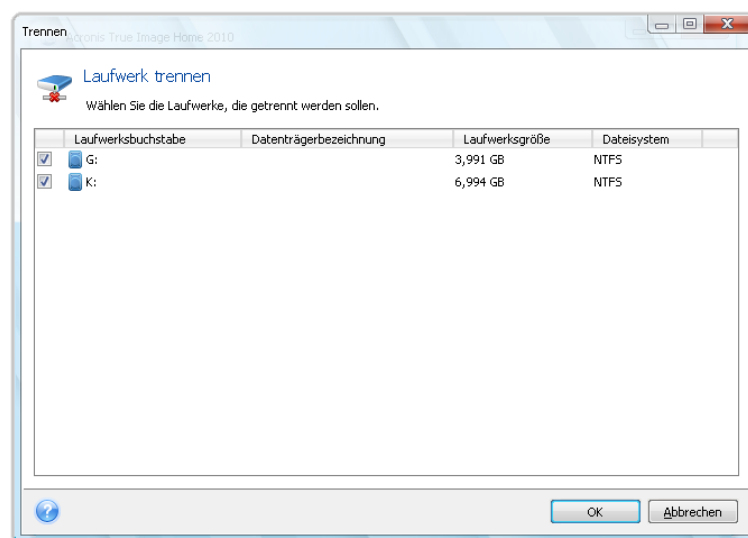 Trennen
Acronis True Image Home 2010
Laufwerk trennen
Wählen Sie die Laufwerke, die getrennt werden sollen.
Laufwerksbuchstabe Datenträgerbezeichnung Laufwerksgröße Dateisystem
G: 3,991 GB NTFS
K: 6,994 GB NTFS
OK Abbrechen